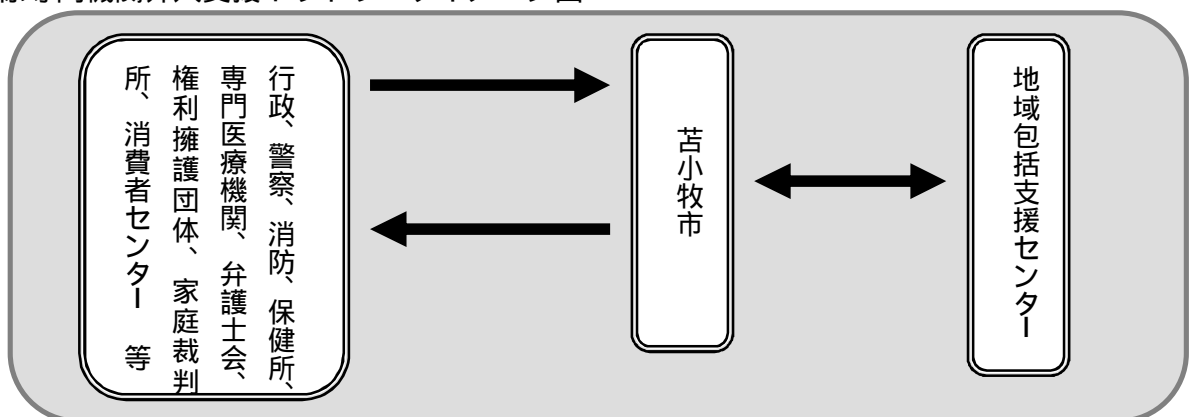 行政、警察、消防、保健所、
専門医療機関、弁護士会、
権利擁護団体、家庭裁判
所、消費者センター　等
苫小牧市
地域包括支援センター